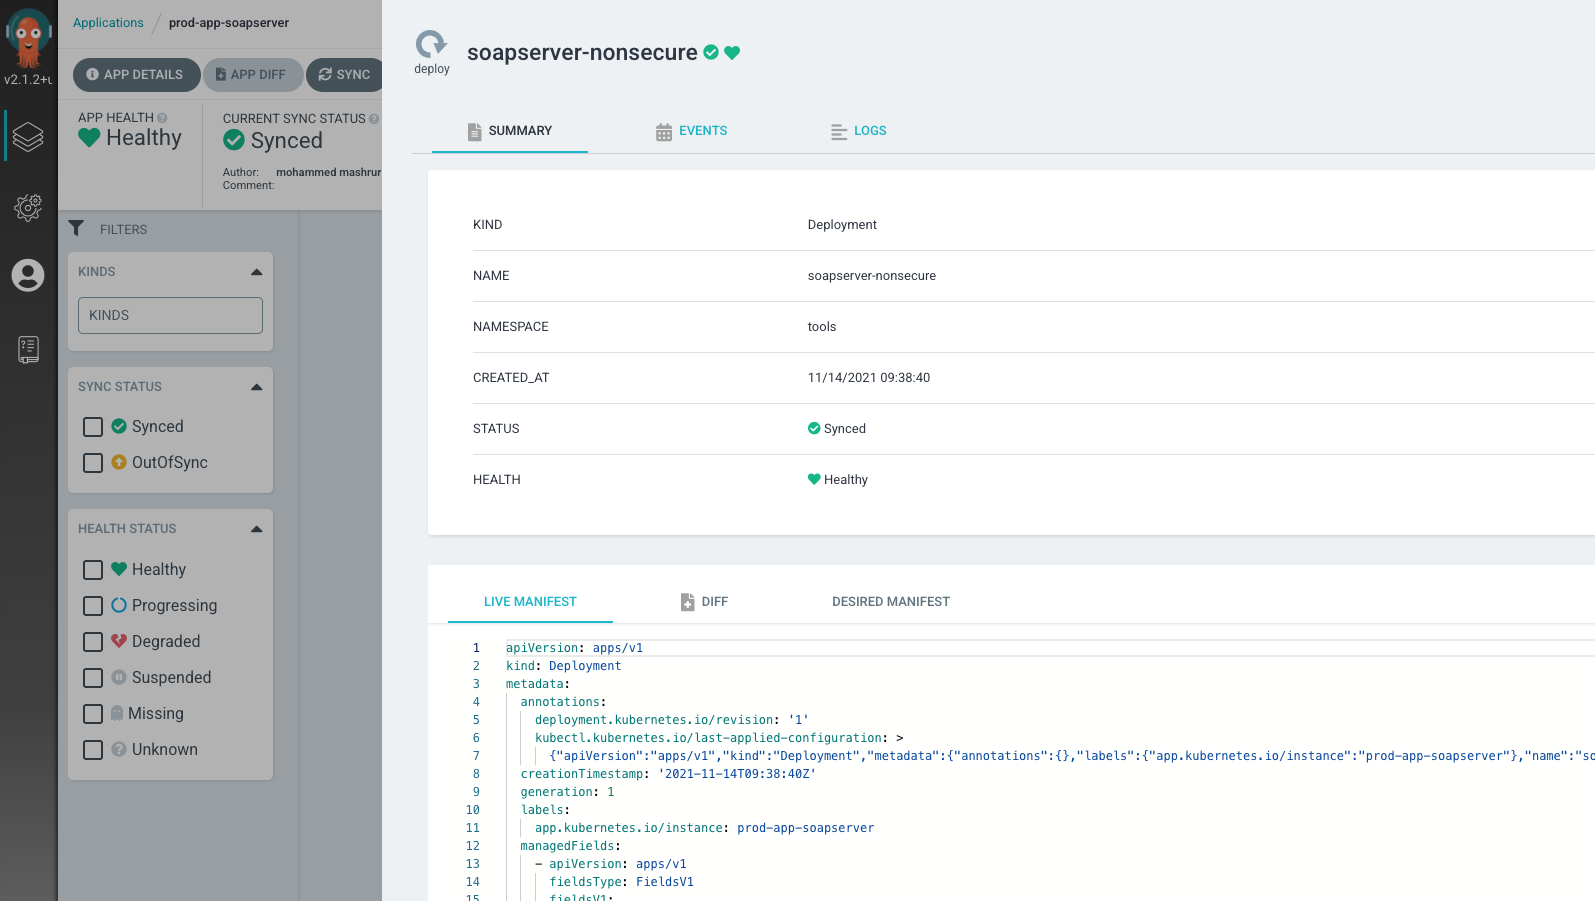 Applications / prod-app-soapserver
v2.1.2+
APP DETAILS
APP DIFF
SYNC
APP HEALTH
Healthy
CURRENT SYNC STATUS
Synced
Author: mohammed mashrur
Comment:
FILTERS
KINDS
KINDS
SYNC STATUS
Synced
OutOfSync
HEALTH STATUS
Healthy
Progressing
Degraded
Suspended
Missing
Unknown
deploy
soapserver-nonsecure
SUMMARY
EVENTS
LOGS
KIND Deployment
NAME soapserver-nonsecure
NAMESPACE tools
CREATED_AT 11/14/2021 09:38:40
STATUS Synced
HEALTH Healthy
LIVE MANIFEST
DIFF
DESIRED MANIFEST
1 apiVersion: apps/v1
2 kind: Deployment
3 metadata:
4 annotations:
5 deployment.kubernetes.io/revision: '1'
6 kubectl.kubernetes.io/last-applied-configuration: >
7 {"apiVersion":"apps/v1","kind":"Deployment","metadata":{"annotations":{},"labels":{"app.kubernetes.io/instance":"prod-app-soapserver"},"name":"so
8 creationTimestamp: '2021-11-14T09:38:40Z'
9 generation: 1
10 labels:
11 app.kubernetes.io/instance: prod-app-soapserver
12 managedFields:
13 - apiVersion: apps/v1
14 fieldsType: FieldsV1
15 fieldsV1: